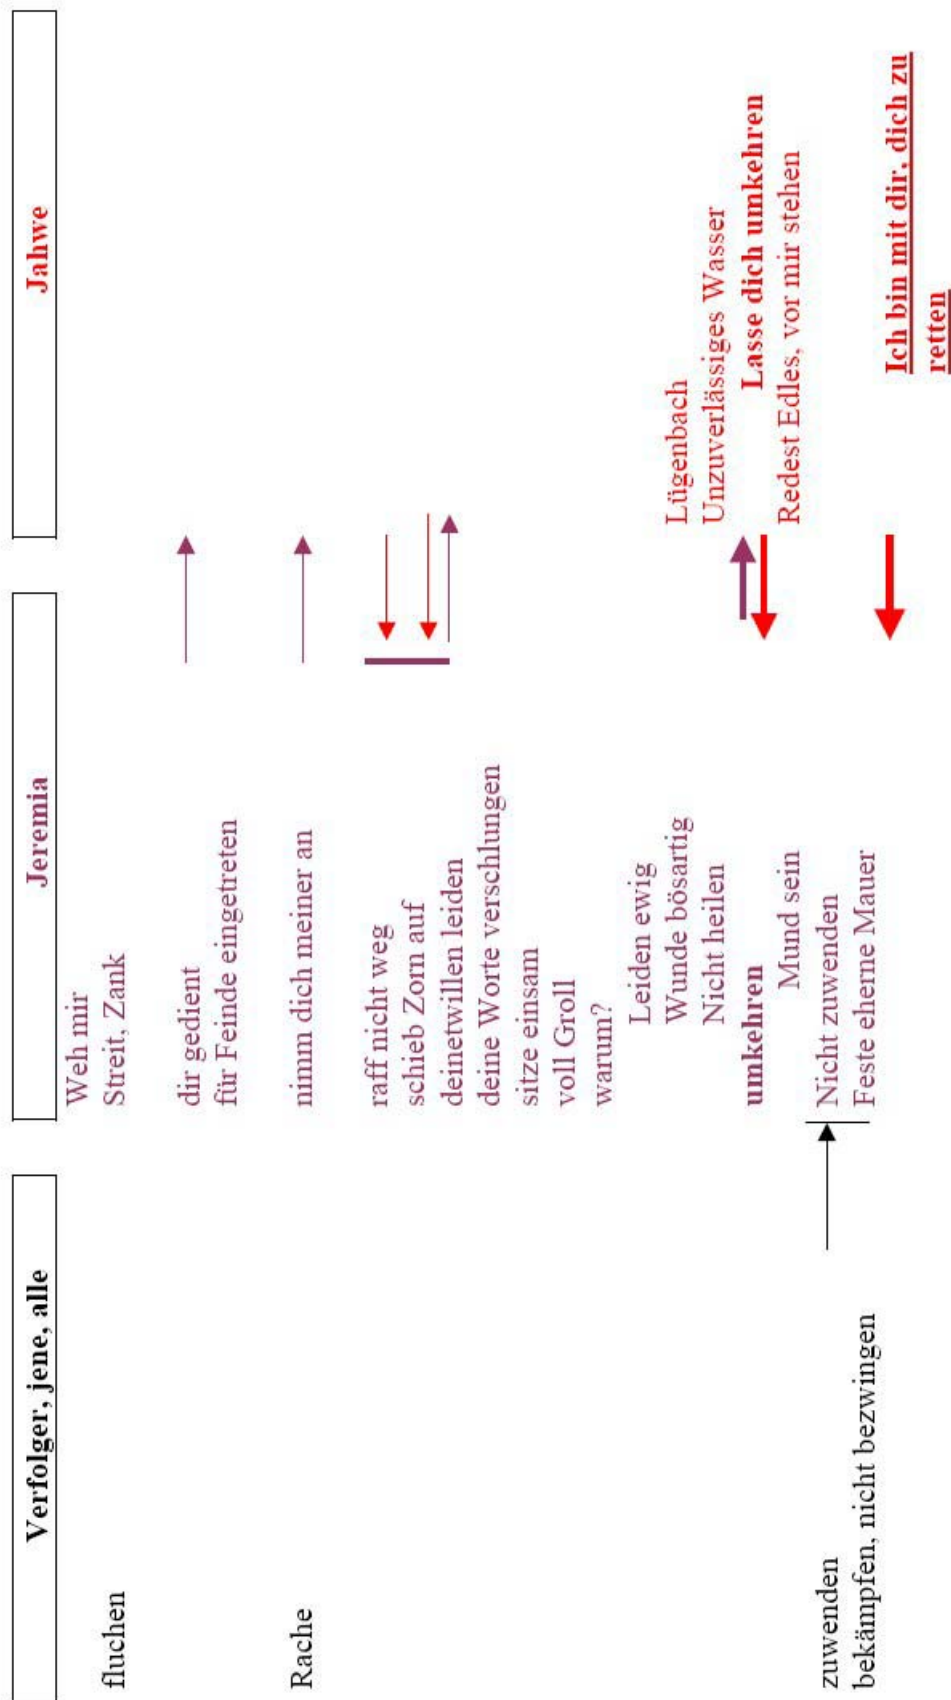 Verfolger, jene, alle
Jeremia
Jahwe
Weh mir
fluchen
Streit, Zank
dir gedient
für Feinde eingetreten
Rache
nimm dich meiner an
raff nicht weg
schieb Zorn auf
deinetwillen leiden
deine Worte verschlungen
sitze einsam
voll Groll
warum?
Leiden ewig
Wunde bösartig
Lügenbach
Nicht heilen
Unzuverlässiges Wasser
umkehren
Lasse dich umkehren
Mund sein
Redest Edles, vor mir stehen
zuwenden
Nicht zuwenden
bekämpfen, nicht bezwingen
Feste eherne Mauer
Ich bin mit dir, dich zu
retten